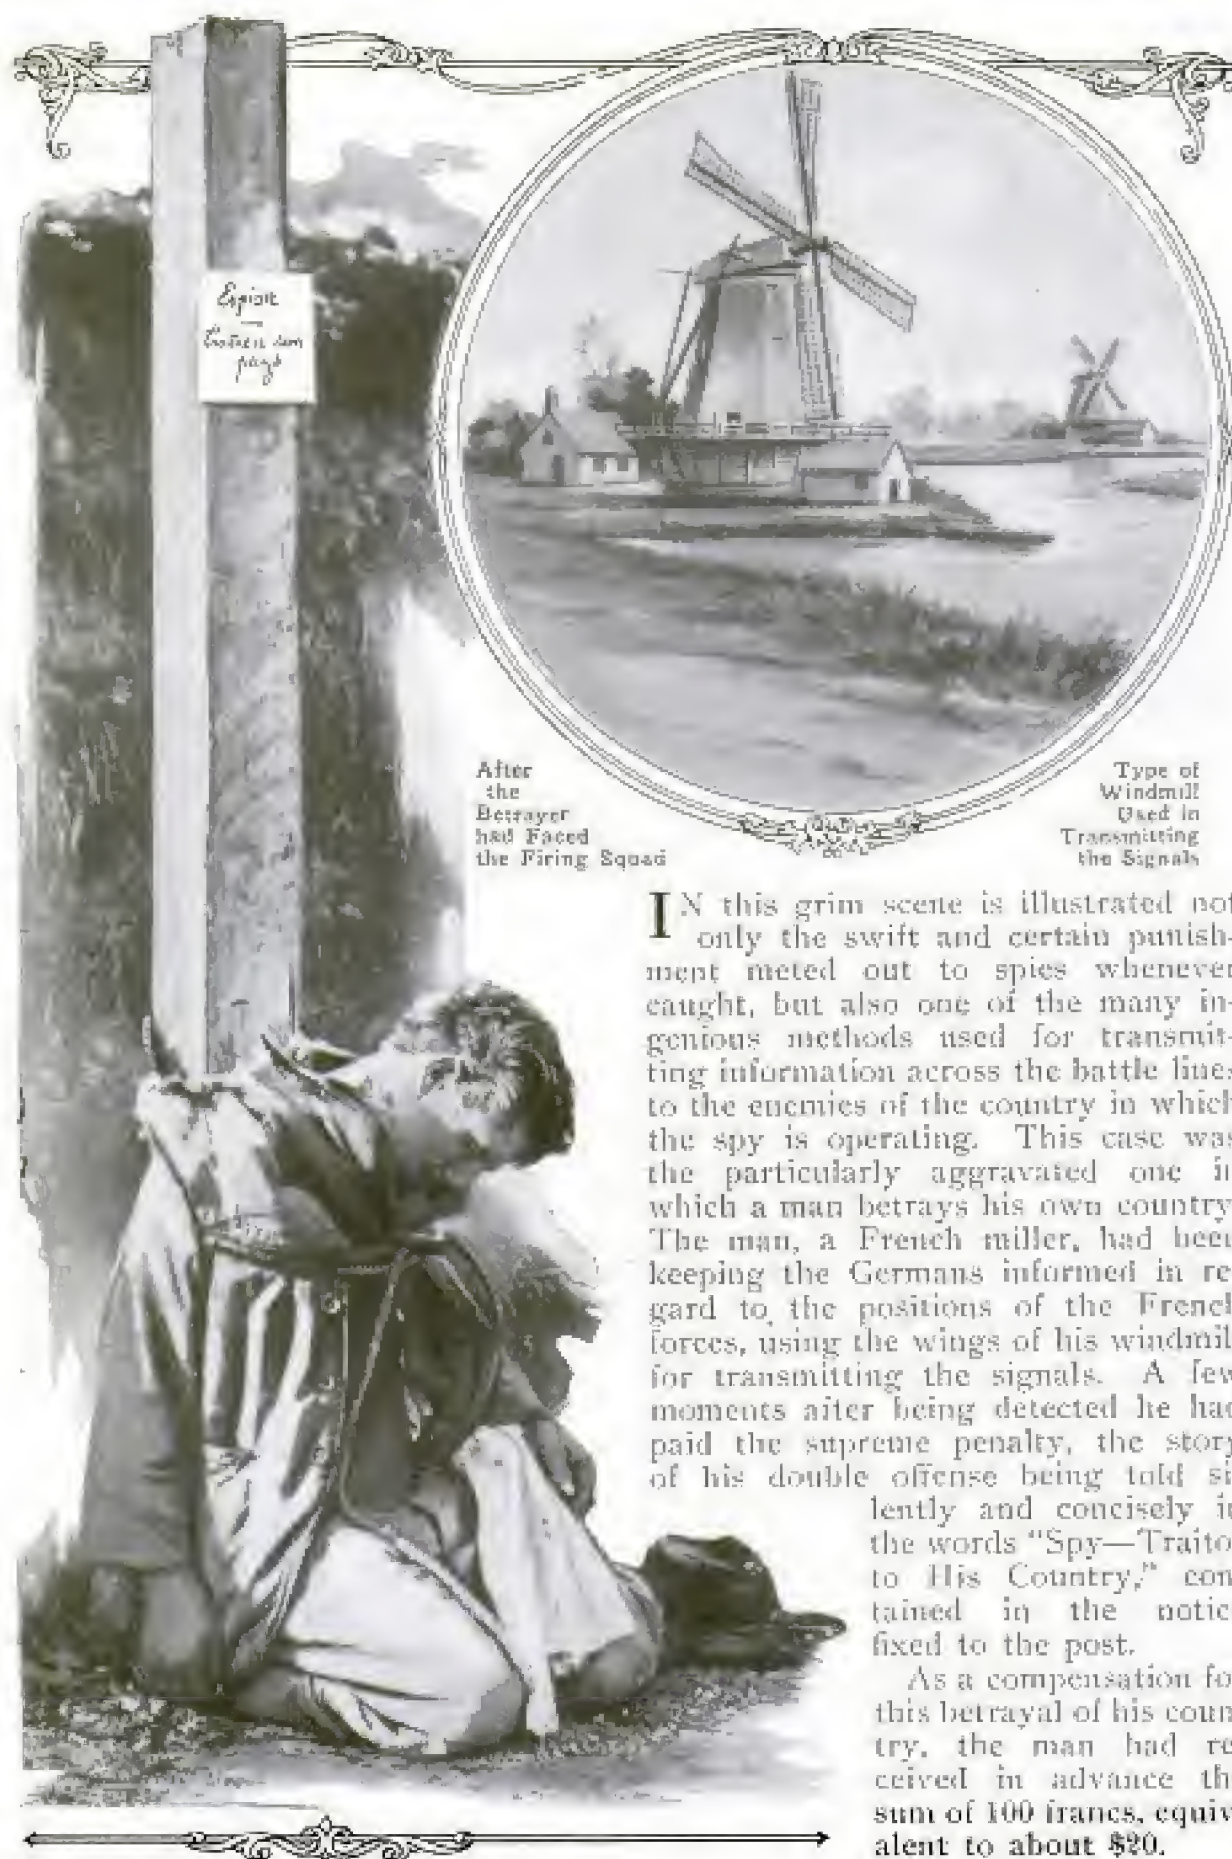 Espion
—
pays
After
the
Betrayer
had Faced
the Firing Squad
Type of
Windmill
Used in
Transmitting
the Signals
IN this grim scene is illustrated not
only the swift and certain punish-
ment meted out to spies whenever
caught, but also one of the many in-
genious methods used for transmit-
ting information across the battle lines
to the enemies of the country in which
the spy is operating. This case was
the particularly aggravated one in
which a man betrays his own country
The man, a French miller, had been
keeping the Germans informed in re
gard to the positions of the French
forces, using the wings of his windmil
for transmitting the signals. A few
moments after being detected he had
paid the supreme penalty, the story
of his double offense being told si
lently and concisely in
the words "Spy—Traito
to His Country," con
tained in the notic
fixed to the post.
As a compensation fo
this betrayal of his coun
try, the man had re
ceived in advance th
sum of 100 francs, equiv
alent to about $20.